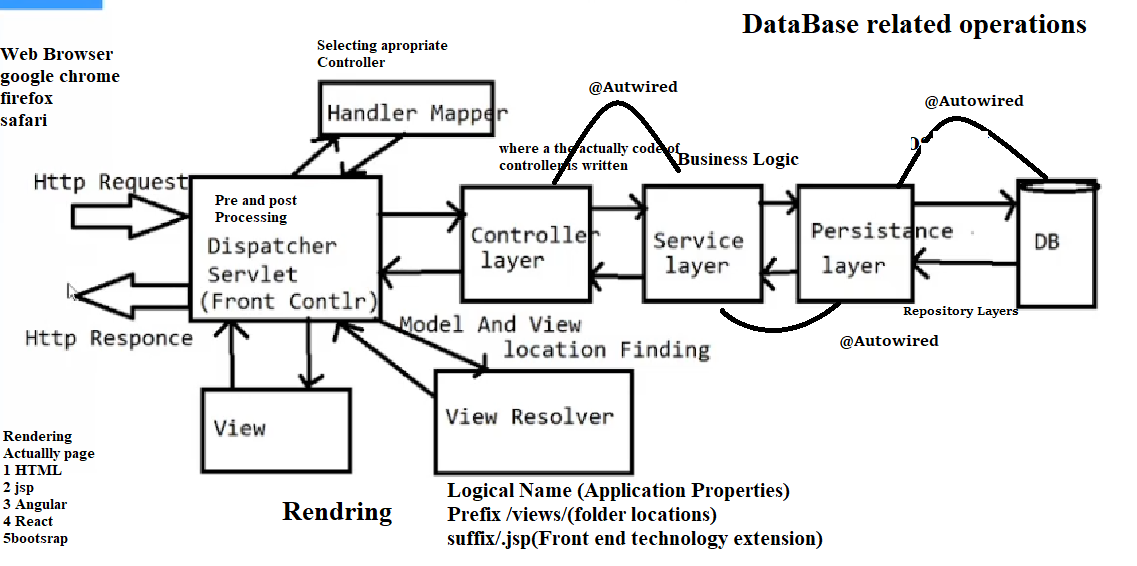 DataBase related operations
Web Browser
google chrome
firefox
safari
Selecting apropriate
Controller
Handler Mapper
@Autwired
@Autowired
where a the actually code of
controller is written
Business Logic
Http Request
Pre and post
Processing
Dispatcher
Servlet
(Front Contlr)
Controller
layer
Service
layer
Persistance
layer
DB
Http Responce
Repository Layers
@Autowired
Model And View
location Finding
View
View Resolver
Rendering
Actuallly page
1 HTML
2 jsp
3 Angular
4 React
5bootsrap
Rendring
Logical Name (Application Properties)
Prefix /views/(folder locations)
suffix/.jsp(Front end technology extension)